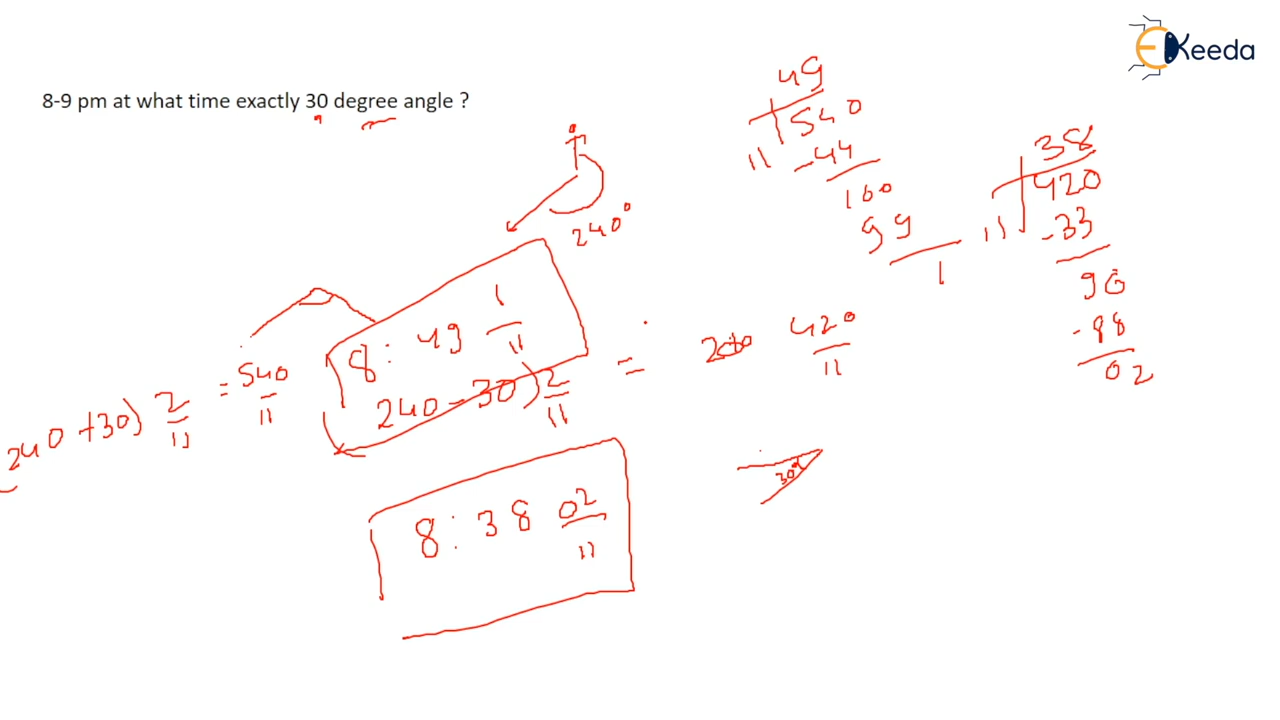 EKeeda
8-9 pm at what time exactly 30 degree angle ?
240°
49
11 540
-44
100
99
1
38
11 420
-33
90
-88
02
8 : 49 1/11
240 + 30) 2/11 = 540/11
240 - 30) 2/11 = 420/11
30°
8 : 38 02/11